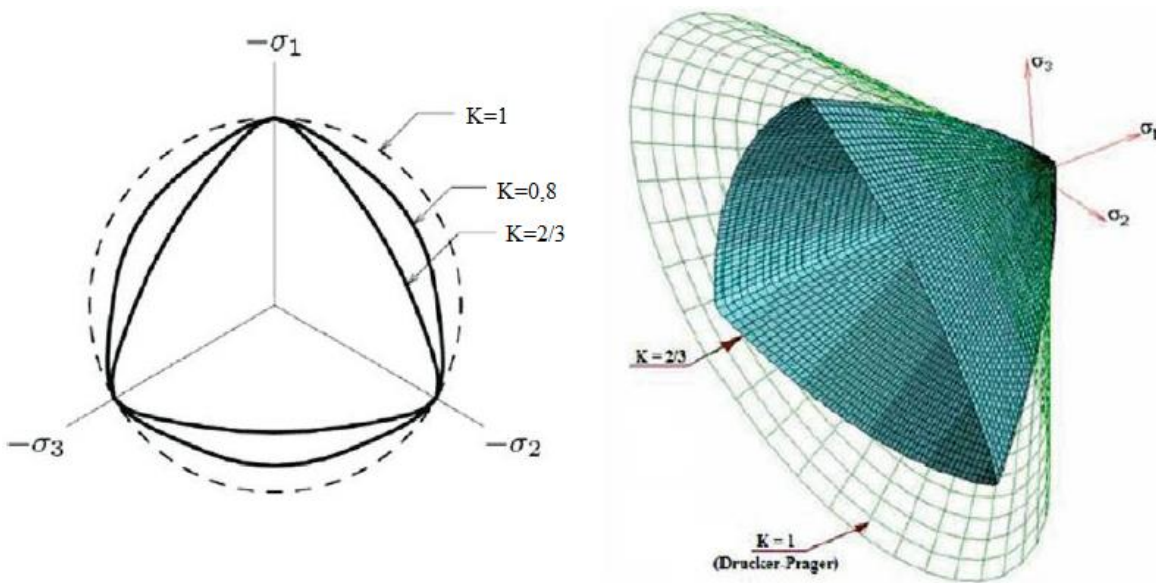 −σ₁
K=1
K=0,8
K=2/3
−σ₃
−σ₂
σ₃
σ₁
σ₂
K = 2/3
K = 1
(Drucker-Prager)